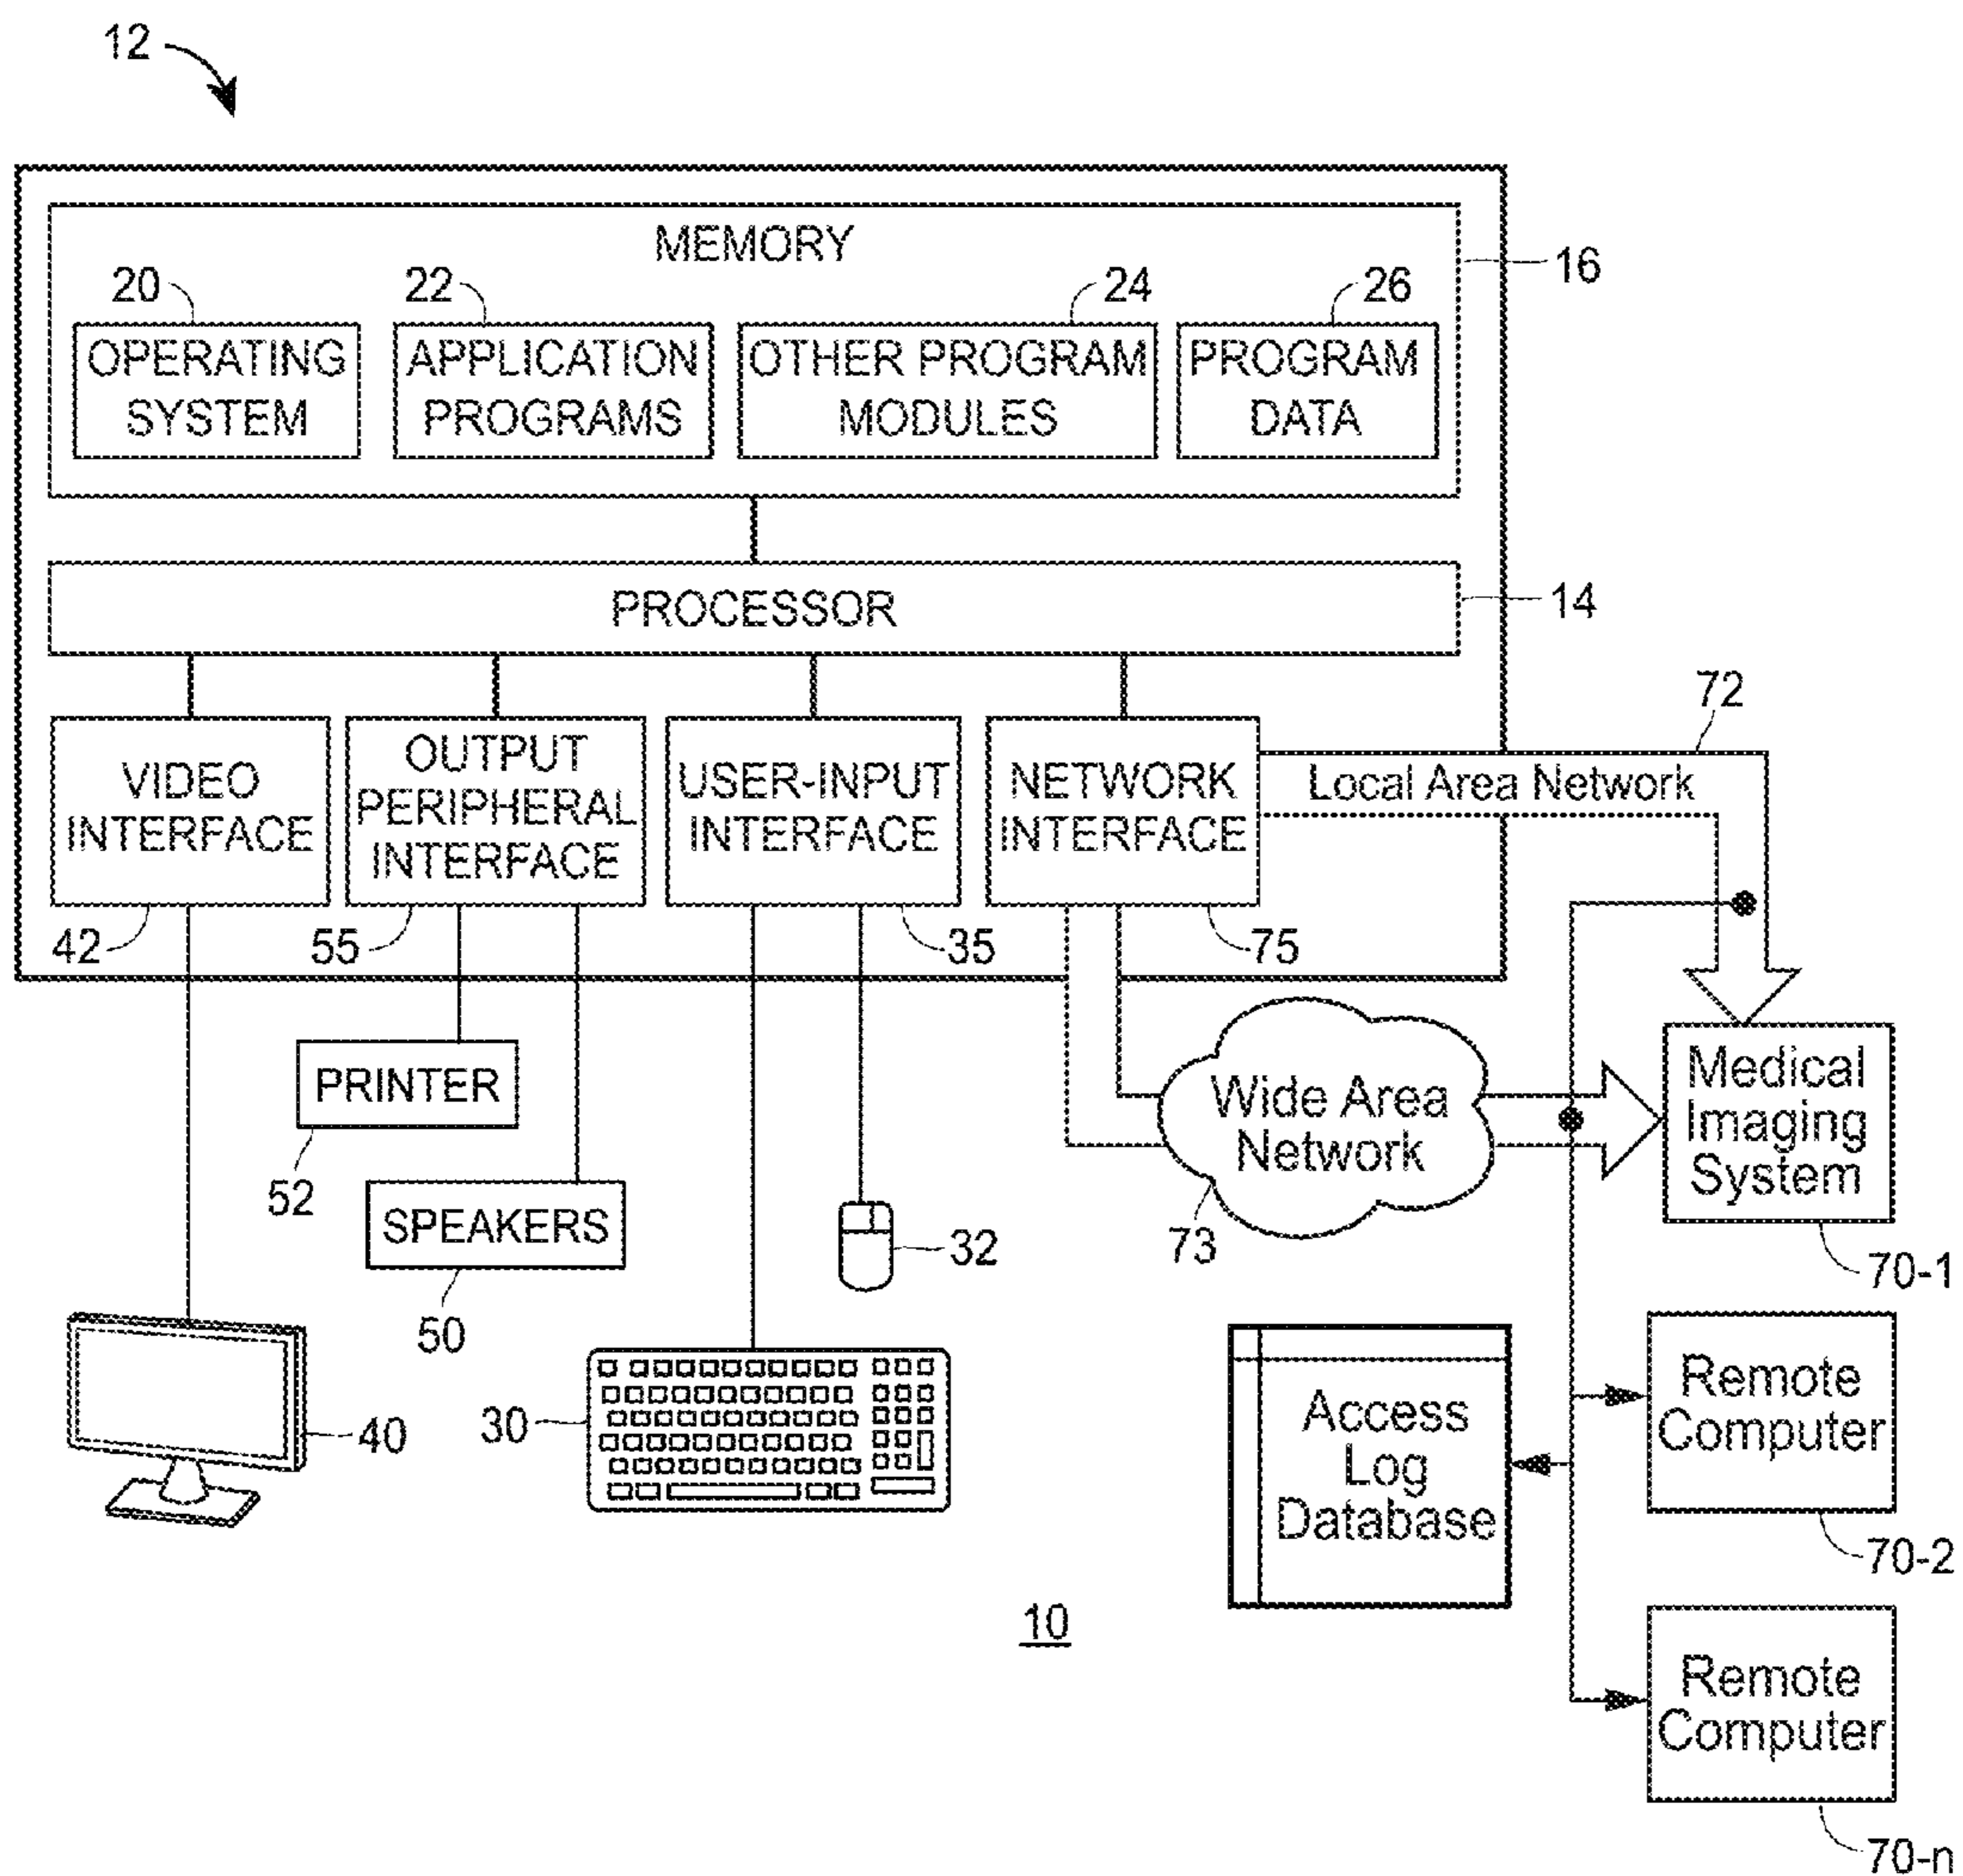 12
MEMORY
16
20
22
24
26
OPERATING
SYSTEM
APPLICATION
PROGRAMS
OTHER PROGRAM
MODULES
PROGRAM
DATA
PROCESSOR
14
72
VIDEO
INTERFACE
OUTPUT
PERIPHERAL
INTERFACE
USER-INPUT
INTERFACE
NETWORK
INTERFACE
Local Area Network
42
55
35
75
PRINTER
52
SPEAKERS
50
32
Wide Area
Network
73
Medical
Imaging
System
70-1
40
30
Access
Log
Database
Remote
Computer
70-2
10
Remote
Computer
70-n